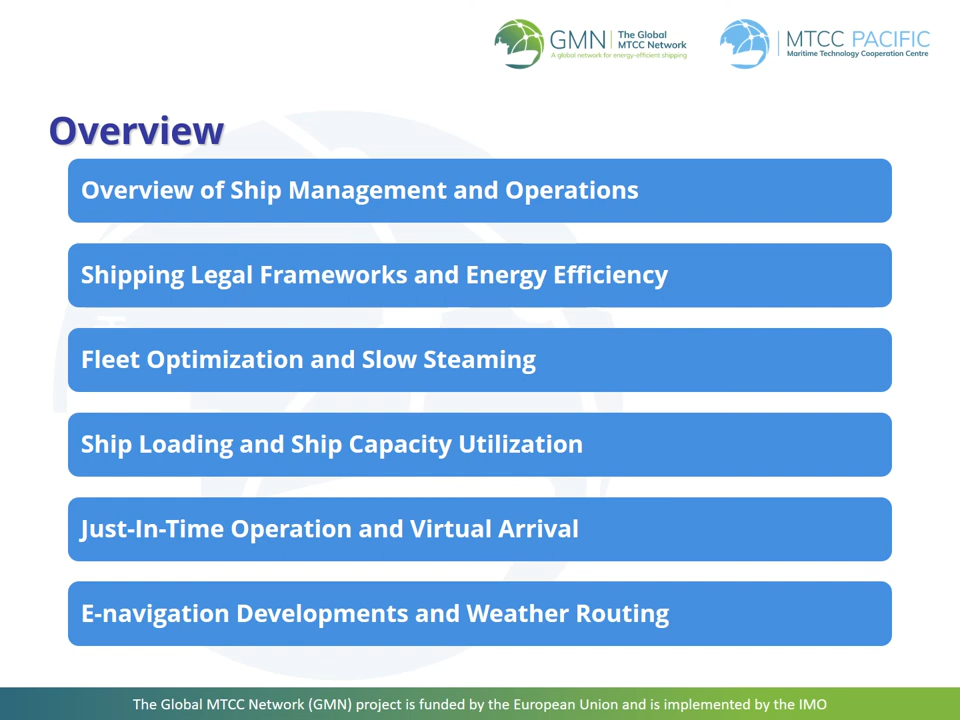 GMN
The Global
MTCC Network
A global network for energy-efficient shipping
MTCC PACIFIC
Maritime Technology Cooperation Centre
Overview
Overview of Ship Management and Operations
Shipping Legal Frameworks and Energy Efficiency
Fleet Optimization and Slow Steaming
Ship Loading and Ship Capacity Utilization
Just-In-Time Operation and Virtual Arrival
E-navigation Developments and Weather Routing
The Global MTCC Network (GMN) project is funded by the European Union and is implemented by the IMO